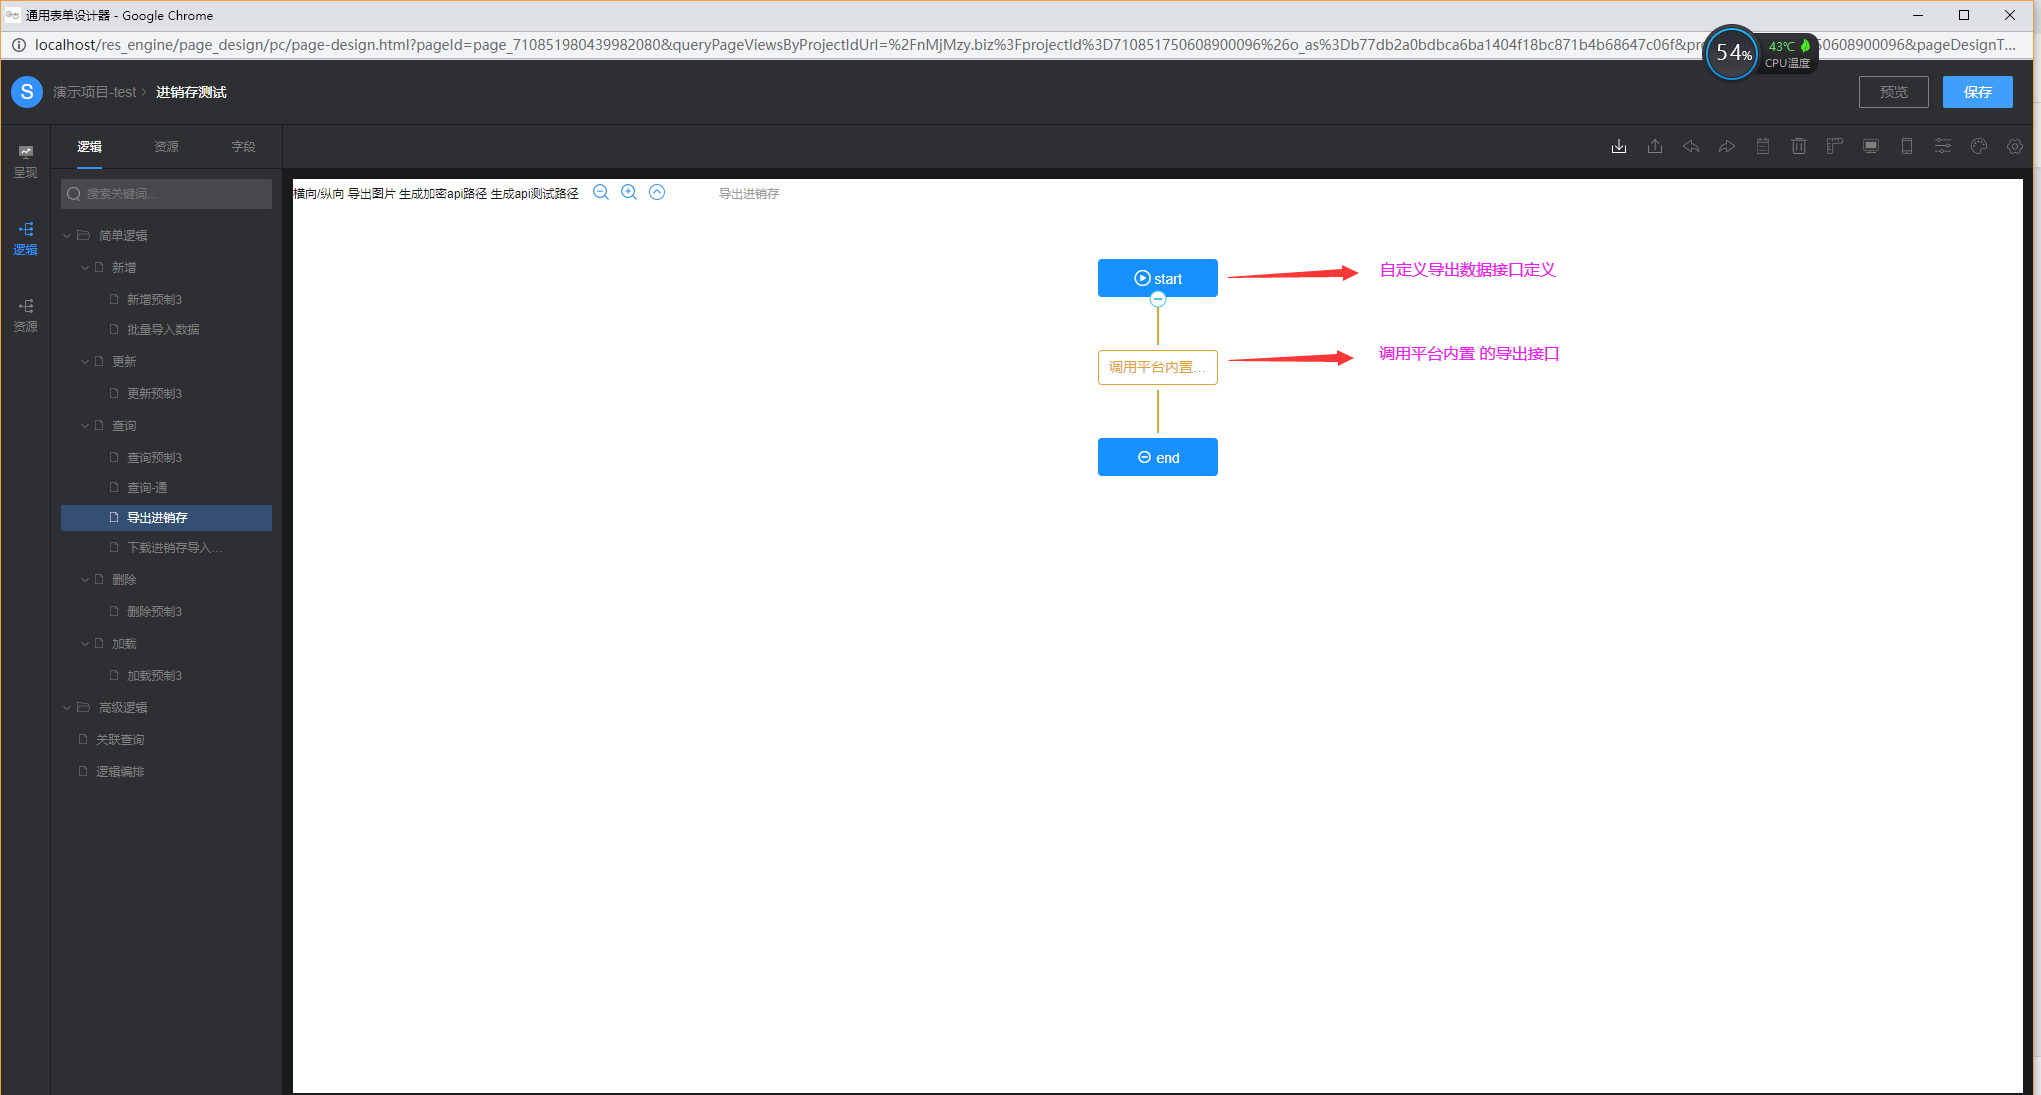 通用表单设计器 - Google Chrome
localhost/res_engine/page_design/pc/page-design.html?pageId=page_710851980439982080&queryPageViewsByProjectIdUrl=%2FnMjMzy.biz%3FprojectId%3D710851750608900096%26o_as%3Db77db2a0bdbca6ba1404f18bc871b4b68647c06f&pro
50608900096&pageDesignT...
54%
43℃
CPU温度
S 演示项目-test > 进销存测试
预览 保存
呈现
逻辑
资源
逻辑 资源 字段
搜索关键词...
简单逻辑
新增
新增预制3
批量导入数据
更新
更新预制3
查询
查询预制3
查询-通
导出进销存
下载进销存导入...
删除
删除预制3
加载
加载预制3
高级逻辑
关联查询
逻辑编排
横向/纵向 导出图片 生成加密api路径 生成api测试路径
导出进销存
start
自定义导出数据接口定义
调用平台内置...
调用平台内置 的导出接口
end